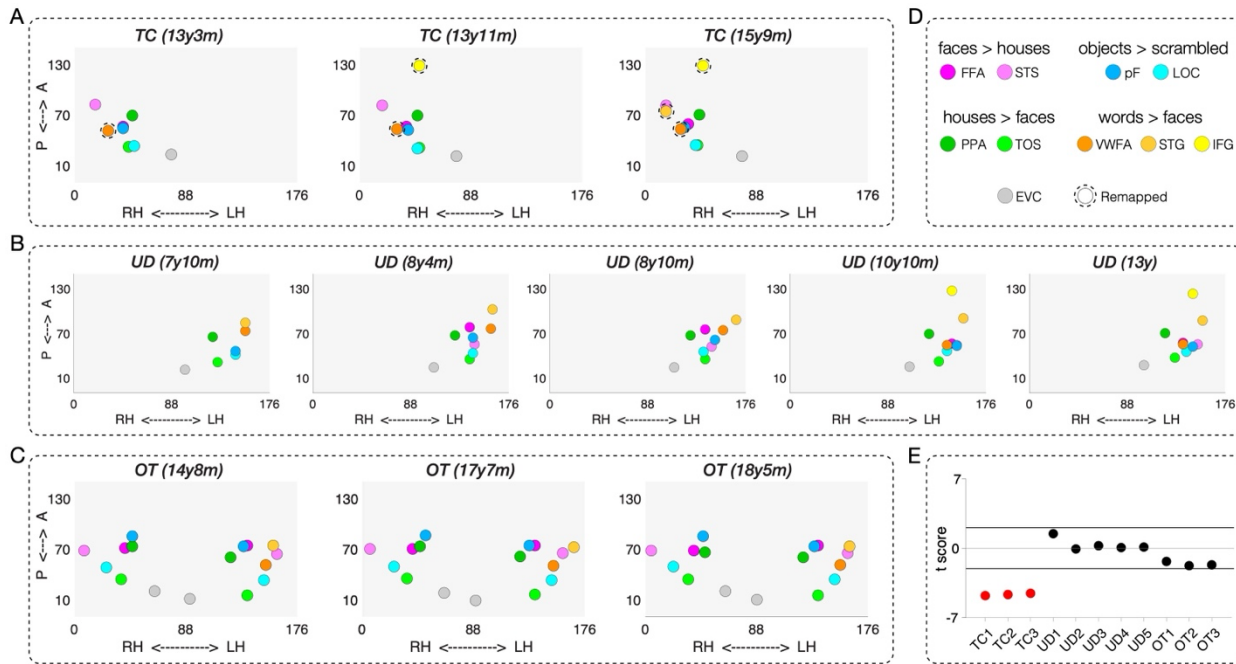 A
TC (13y3m)
TC (13y11m)
TC (15y9m)
P <---> A
130
70
10
130
70
10
130
70
10
0 88 176
0 88 176
0 88 176
RH <----------> LH
RH <----------> LH
RH <----------> LH
D
faces > houses
objects > scrambled
FFA STS
pF LOC
houses > faces
words > faces
PPA TOS
VWFA STG IFG
EVC
Remapped
B
UD (7y10m)
UD (8y4m)
UD (8y10m)
UD (10y10m)
UD (13y)
P <---> A
130
70
10
130
70
10
130
70
10
130
70
10
130
70
10
0 88 176
0 88 176
0 88 176
0 88 176
0 88 176
RH <----------> LH
RH <----------> LH
RH <----------> LH
RH <----------> LH
RH <----------> LH
C
OT (14y8m)
OT (17y7m)
OT (18y5m)
P <---> A
130
70
10
130
70
10
130
70
10
0 88 176
0 88 176
0 88 176
RH <----------> LH
RH <----------> LH
RH <----------> LH
E
t score
7
0
-7
TC1 TC2 TC3 UD1 UD2 UD3 UD4 UD5 OT1 OT2 OT3